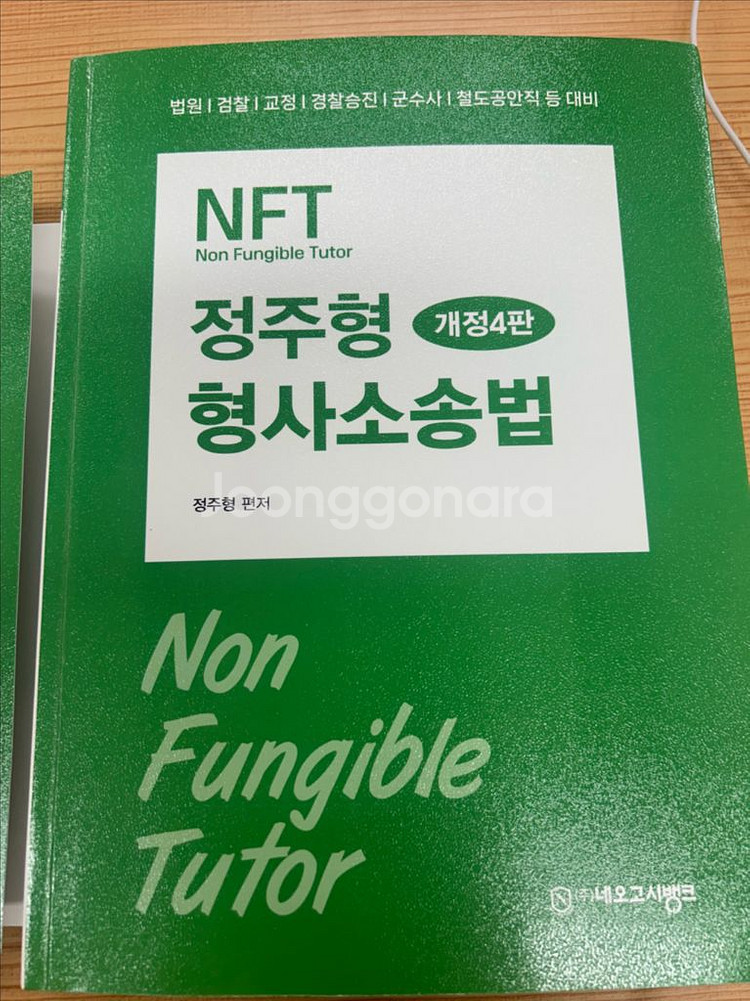 법원 | 검찰 | 교정 | 경찰승진 | 군수사 | 철도공안직 등 대비
NFT
Non Fungible Tutor
정주형 개정4판
형사소송법
정주형 편저
Joonggonara
Non
Fungible
Tutor
N (주)네오고시뱅크